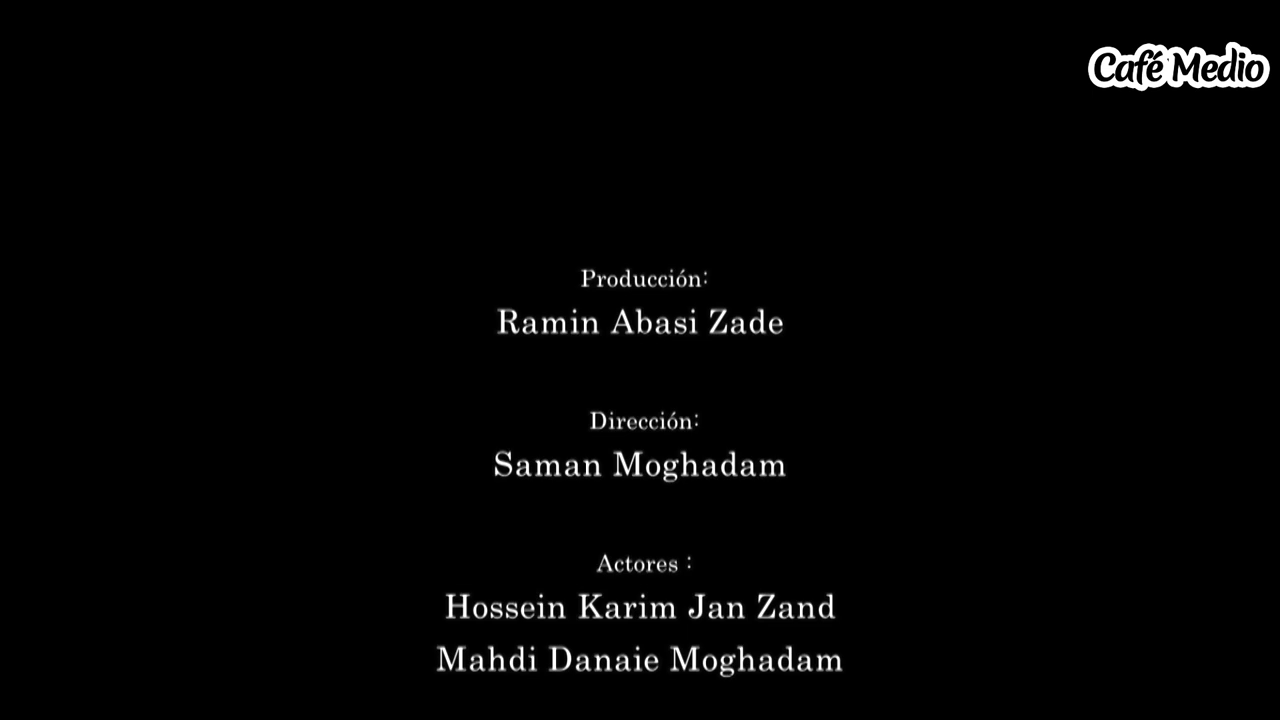 Café Medio
Producción:
Ramin Abasi Zade
Dirección:
Saman Moghadam
Actores :
Hossein Karim Jan Zand
Mahdi Danaie Moghadam